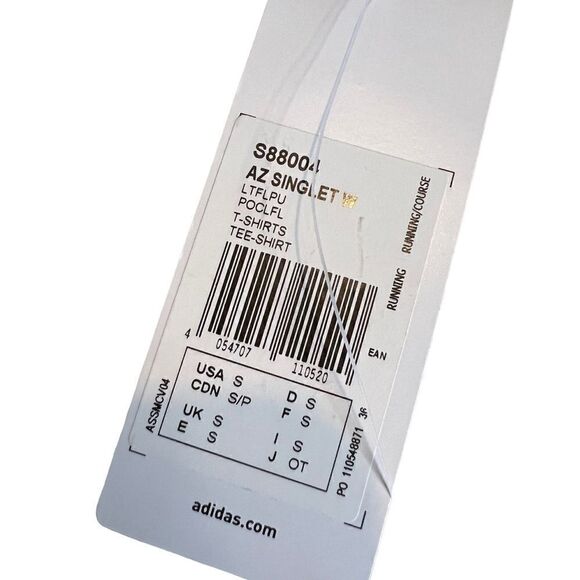 S88004
AZ SINGLET W
LTFLPU
POCLFL
T-SHIRTS
TEE-SHIRT
RUNNING RUNNING/COURSE
4 054707 110520 EAN
USA S D S
CDN S/P F S
UK S I S
E S J OT
ASSMCV04
PO 110548871 36
adidas.com